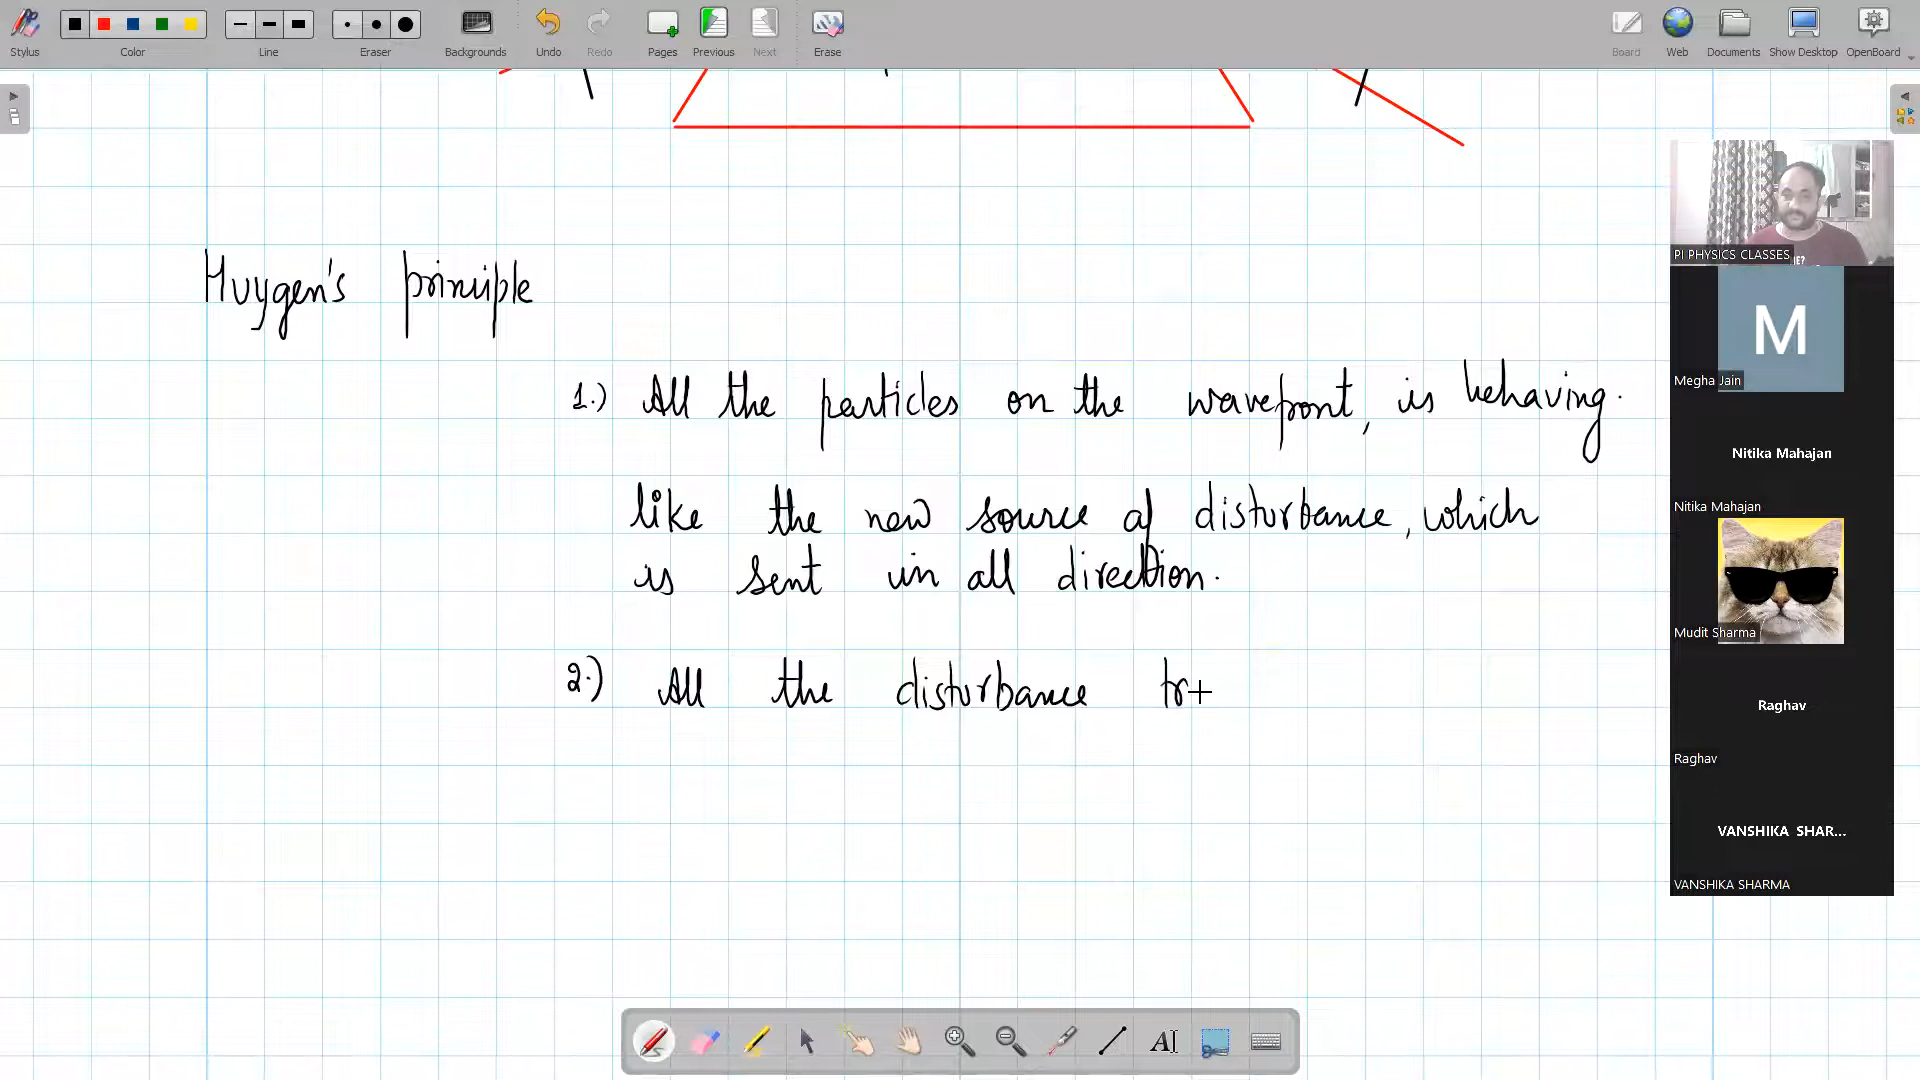 Stylus
Color
Line
Eraser
Backgrounds
Undo
Redo
Pages
Previous
Next
Erase
Board
Web
Documents
Show Desktop
OpenBoard
Huygen's principle
1.) All the particles on the wavefront, is behaving.
like the new source of disturbance, which
is sent in all direction.
2.) All the disturbance tr
PI PHYSICS CLASSES
ME?
M
Megha Jain
Nitika Mahajan
Nitika Mahajan
Mudit Sharma
Raghav
Raghav
VANSHIKA SHAR...
VANSHIKA SHARMA
AI